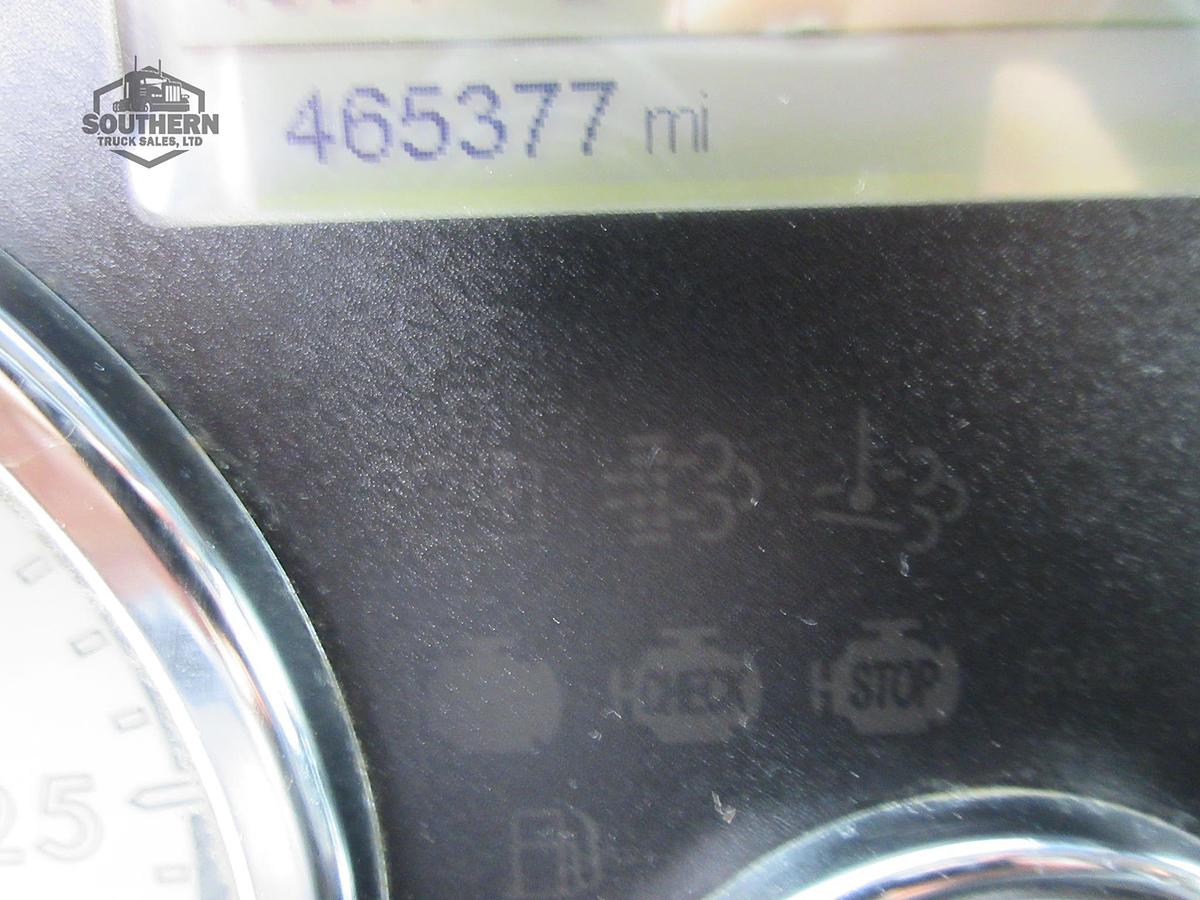 465377 mi
SOUTHERN
TRUCK SALES, LTD
CHECK
STOP
25